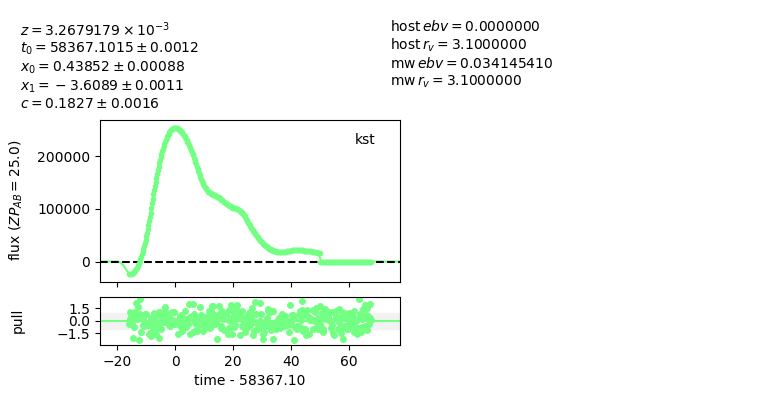 z = 3.2679179 × 10⁻³
t₀ = 58367.1015 ± 0.0012
x₀ = 0.43852 ± 0.00088
x₁ = −3.6089 ± 0.0011
c = 0.1827 ± 0.0016
host ebv = 0.0000000
host r_v = 3.1000000
mw ebv = 0.034145410
mw r_v = 3.1000000
kst
flux (ZP_AB = 25.0)
200000
100000
0
pull
1.5
0.0
−1.5
−20 0 20 40 60
time - 58367.10